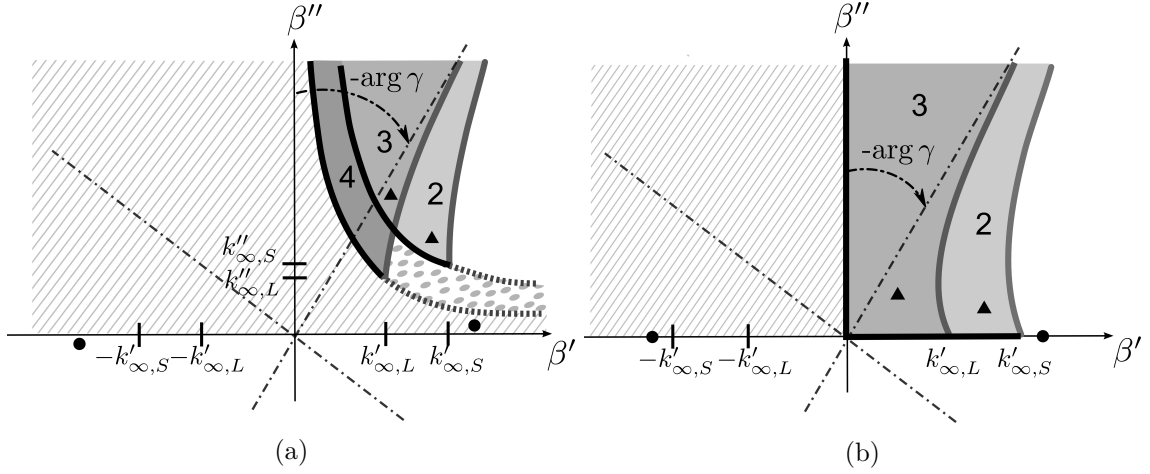 β''
-arg γ
3
4
2
k''∞,S
k''∞,L
-k'∞,S
-k'∞,L
k'∞,L
k'∞,S
β'
(a)
β''
3
-arg γ
2
-k'∞,S
-k'∞,L
k'∞,L
k'∞,S
β'
(b)